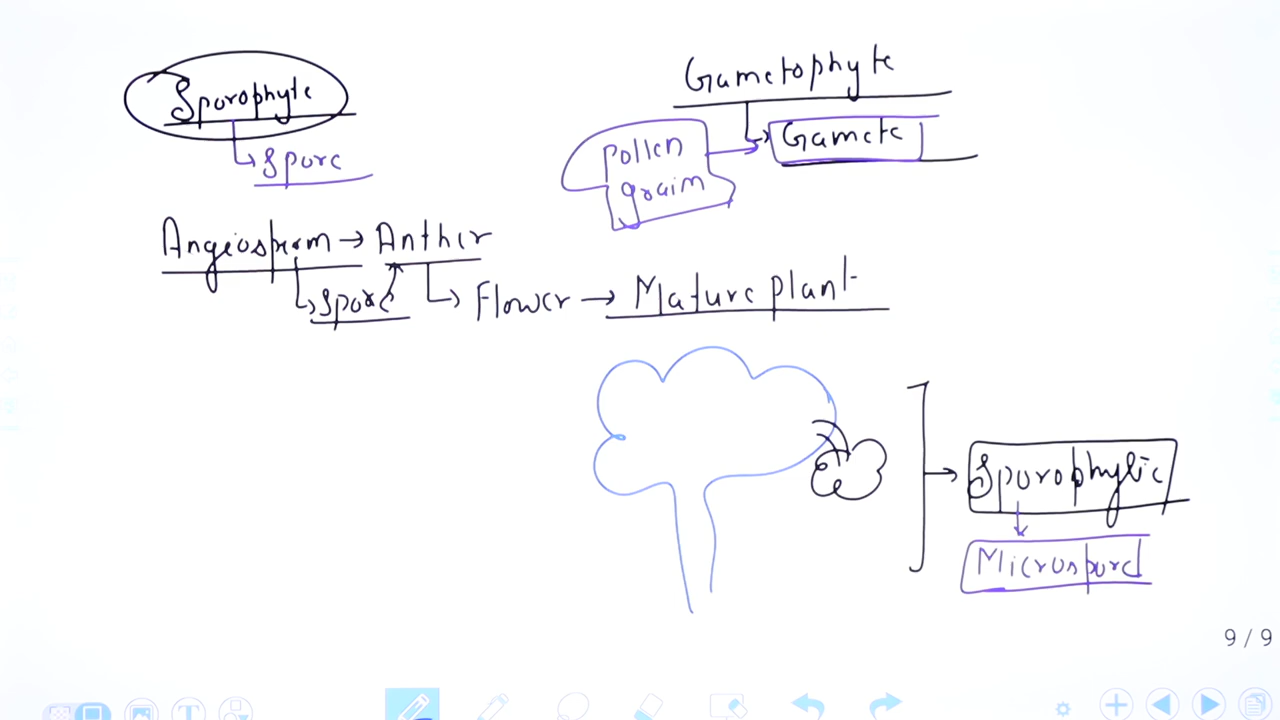 Sporophyte
Spore
Gametophyte
Gamete
Pollen
grain
Angiosperm → Anther
Spore
Flower → Mature plant
Sporophytic
Microspore
9 / 9